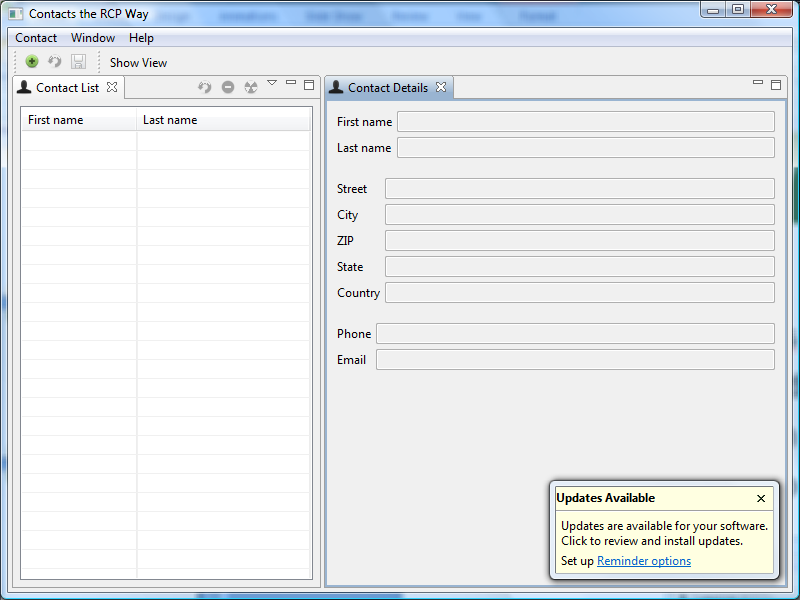 Contacts the RCP Way
Contact Window Help
Show View
Contact List
First name Last name
Contact Details
First name
Last name
Street
City
ZIP
State
Country
Phone
Email
Updates Available
Updates are available for your software.
Click to review and install updates.
Set up Reminder options